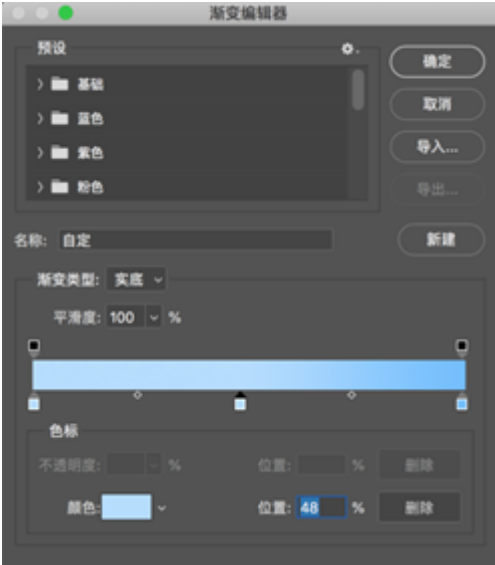 渐变编辑器
预设
基础
蓝色
紫色
粉色
确定
取消
导入...
导出...
名称: 自定
新建
渐变类型: 实底
平滑度: 100 %
色标
不透明度: % 位置: % 删除
颜色: 位置: 48 % 删除